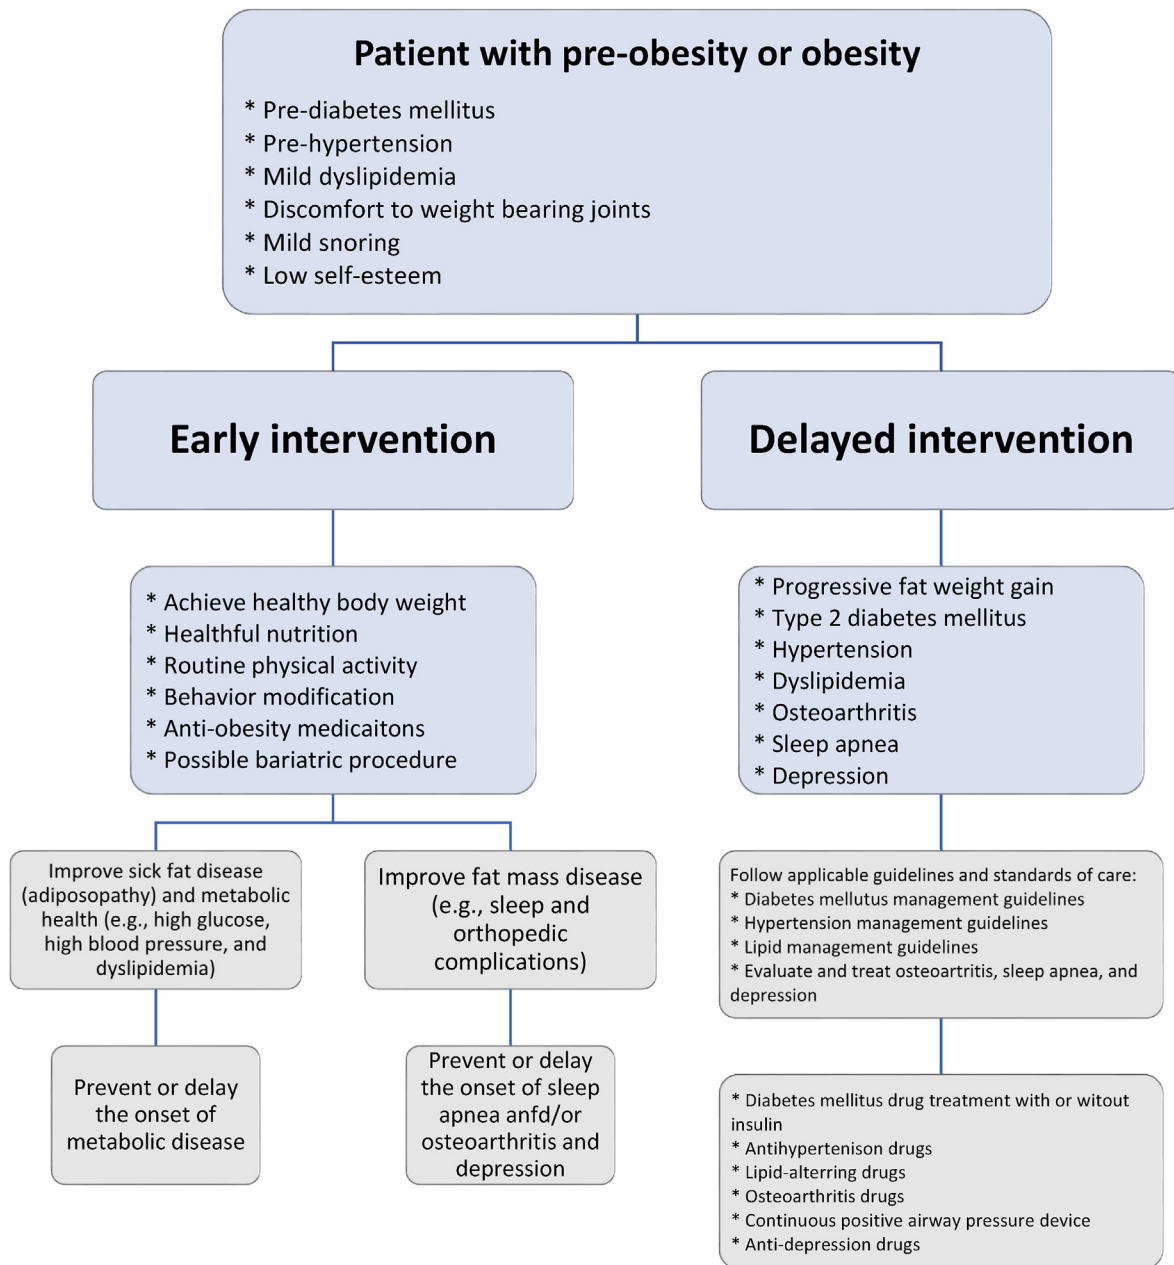 Patient with pre-obesity or obesity
* Pre-diabetes mellitus
* Pre-hypertension
* Mild dyslipidemia
* Discomfort to weight bearing joints
* Mild snoring
* Low self-esteem
Early intervention
* Achieve healthy body weight
* Healthful nutrition
* Routine physical activity
* Behavior modification
* Anti-obesity medicaitons
* Possible bariatric procedure
Improve sick fat disease
(adiposopathy) and metabolic
health (e.g., high glucose,
high blood pressure, and
dyslipidemia)
Prevent or delay
the onset of
metabolic disease
Improve fat mass disease
(e.g., sleep and
orthopedic
complications)
Prevent or delay
the onset of sleep
apnea anfd/or
osteoarthritis and
depression
Delayed intervention
* Progressive fat weight gain
* Type 2 diabetes mellitus
* Hypertension
* Dyslipidemia
* Osteoarthritis
* Sleep apnea
* Depression
Follow applicable guidelines and standards of care:
* Diabetes mellutus management guidelines
* Hypertension management guidelines
* Lipid management guidelines
* Evaluate and treat osteoartritis, sleep apnea, and
depression
* Diabetes mellitus drug treatment with or witout
insulin
* Antihypertenison drugs
* Lipid-alterring drugs
* Osteoarthritis drugs
* Continuous positive airway pressure device
* Anti-depression drugs